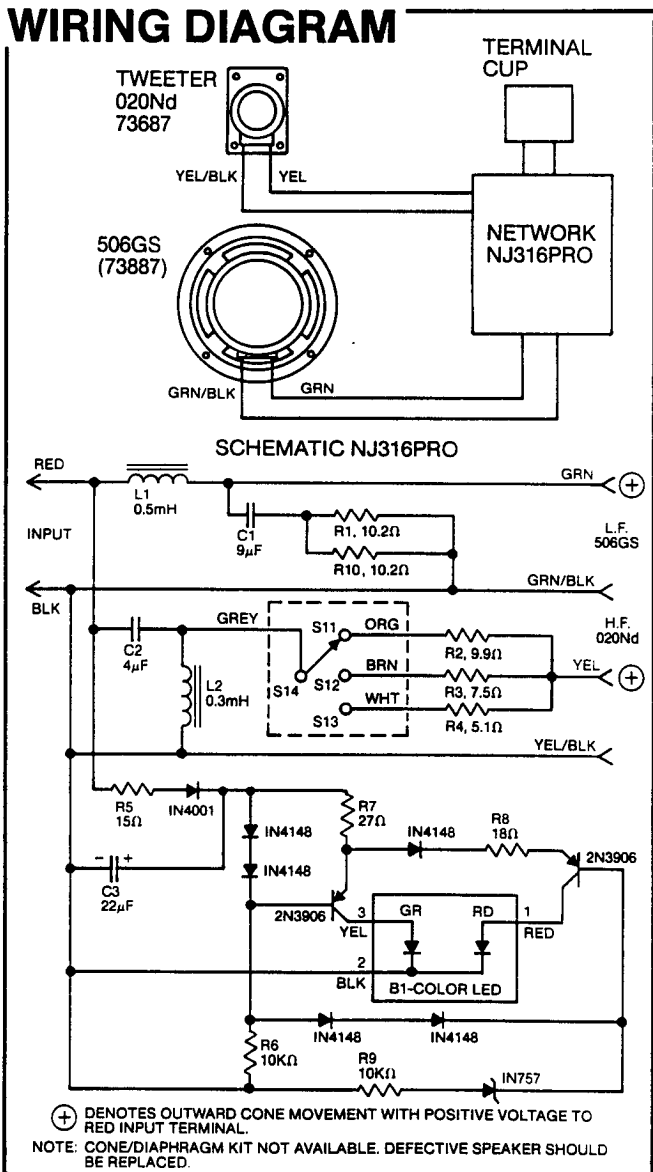 WIRING DIAGRAM
TERMINAL
CUP
TWEETER
020Nd
73687
YEL/BLK
YEL
NETWORK
NJ316PRO
506GS
(73887)
GRN/BLK
GRN
SCHEMATIC NJ316PRO
RED
GRN
L1
0.5mH
INPUT
C1
9µF
R1, 10.2Ω
R10, 10.2Ω
L.F.
506GS
GRN/BLK
BLK
GREY
H.F.
020Nd
C2
4µF
S11
ORG
R2, 9.9Ω
YEL
L2
0.3mH
S14
S12
BRN
R3, 7.5Ω
S13
WHT
R4, 5.1Ω
YEL/BLK
R5
15Ω
IN4001
R7
27Ω
R8
18Ω
IN4148
IN4148
IN4148
2N3906
- +
C3
22µF
2N3906
3
YEL
GR
RD
1
RED
2
BLK
B1-COLOR LED
IN4148
IN4148
R6
10KΩ
R9
10KΩ
IN757
+ DENOTES OUTWARD CONE MOVEMENT WITH POSITIVE VOLTAGE TO
RED INPUT TERMINAL.
NOTE: CONE/DIAPHRAGM KIT NOT AVAILABLE. DEFECTIVE SPEAKER SHOULD
BE REPLACED.